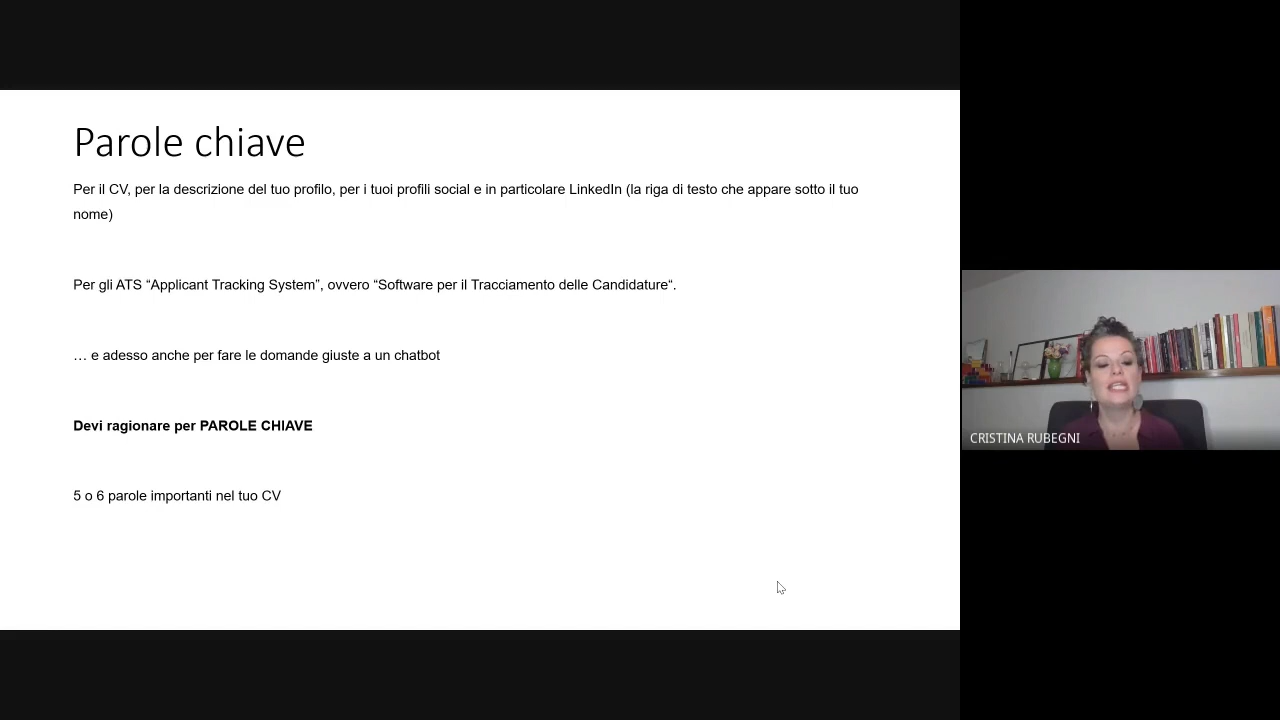 Parole chiave
Per il CV, per la descrizione del tuo profilo, per i tuoi profili social e in particolare LinkedIn (la riga di testo che appare sotto il tuo
nome)
Per gli ATS “Applicant Tracking System”, ovvero “Software per il Tracciamento delle Candidature“.
… e adesso anche per fare le domande giuste a un chatbot
Devi ragionare per PAROLE CHIAVE
5 o 6 parole importanti nel tuo CV
CRISTINA RUBEGNI